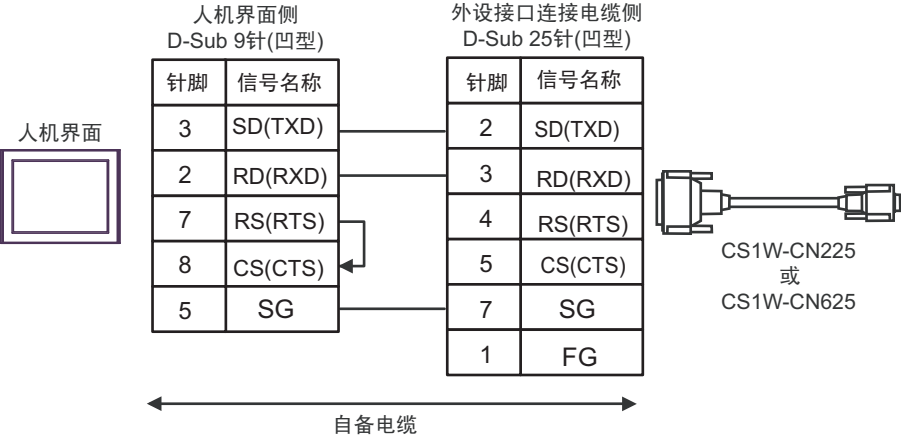 人机界面侧
D-Sub 9针(凹型)
外设接口连接电缆侧
D-Sub 25针(凹型)
人机界面
针脚 信号名称
3 SD(TXD)
2 RD(RXD)
7 RS(RTS)
8 CS(CTS)
5 SG
针脚 信号名称
2 SD(TXD)
3 RD(RXD)
4 RS(RTS)
5 CS(CTS)
7 SG
1 FG
CS1W-CN225
或
CS1W-CN625
自备电缆